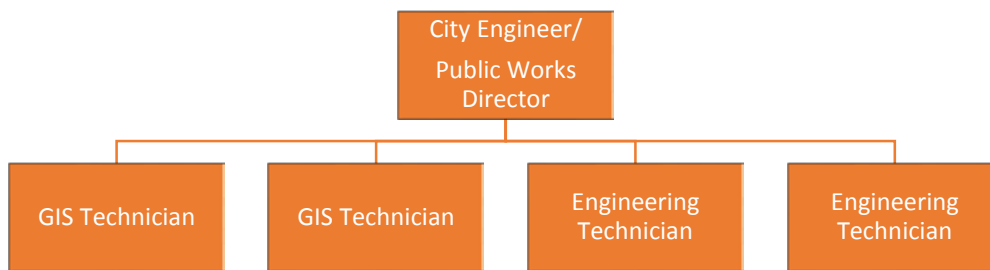 City Engineer/
Public Works
Director
GIS Technician
GIS Technician
Engineering
Technician
Engineering
Technician